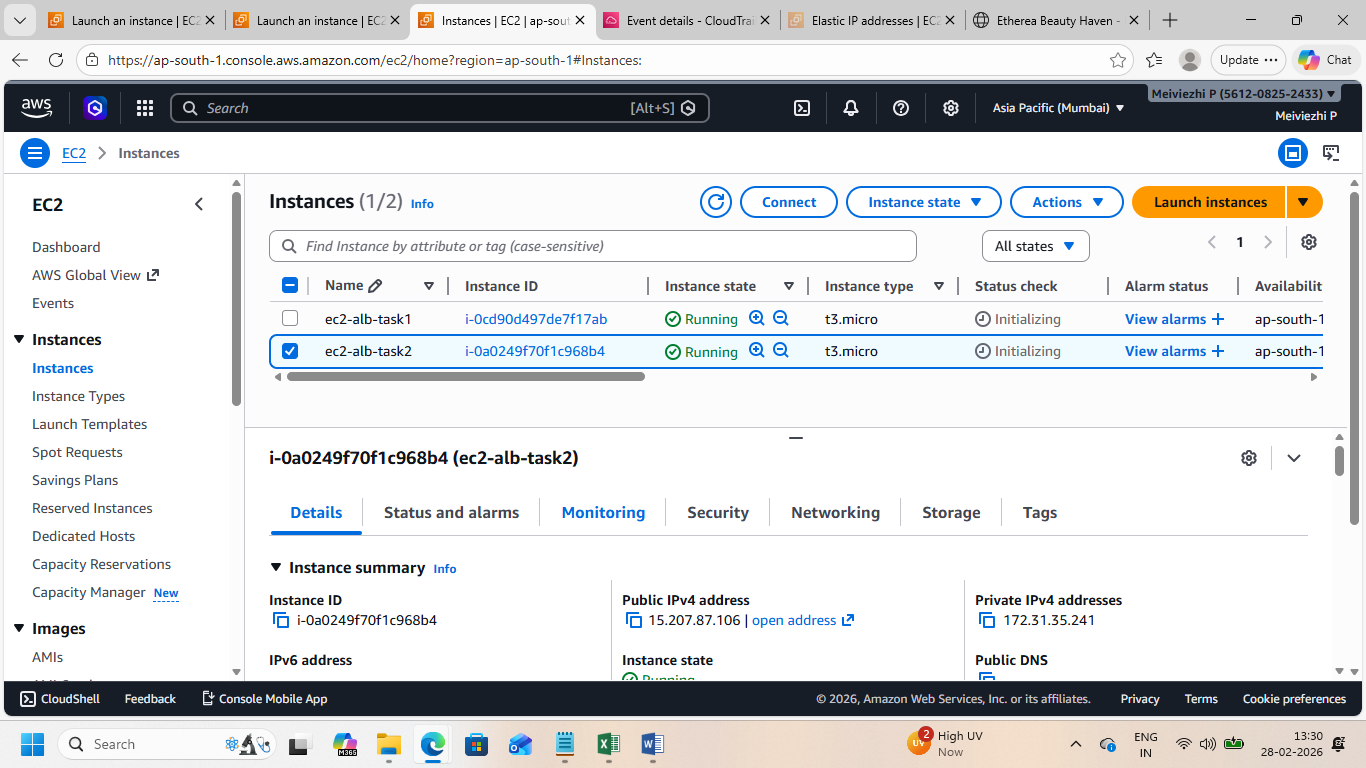 Launch an instance | EC2
Launch an instance | EC2
Instances | EC2 | ap-sout
Event details - CloudTrai
Elastic IP addresses | EC2
Etherea Beauty Haven -
https://ap-south-1.console.aws.amazon.com/ec2/home?region=ap-south-1#Instances:
Update
Chat
aws
Search
[Alt+S]
Asia Pacific (Mumbai)
Meiviezhi P (5612-0825-2433)
Meiviezhi P
EC2 > Instances
EC2
Dashboard
AWS Global View
Events
Instances
Instances
Instance Types
Launch Templates
Spot Requests
Savings Plans
Reserved Instances
Dedicated Hosts
Capacity Reservations
Capacity Manager New
Images
AMIs
Instances (1/2) Info
Connect
Instance state
Actions
Launch instances
Find Instance by attribute or tag (case-sensitive)
All states
1
Name Instance ID Instance state Instance type Status check Alarm status Availabilit
ec2-alb-task1 i-0cd90d497de7f17ab Running t3.micro Initializing View alarms + ap-south-1
ec2-alb-task2 i-0a0249f70f1c968b4 Running t3.micro Initializing View alarms + ap-south-1
i-0a0249f70f1c968b4 (ec2-alb-task2)
Details Status and alarms Monitoring Security Networking Storage Tags
Instance summary Info
Instance ID
i-0a0249f70f1c968b4
Public IPv4 address
15.207.87.106 | open address
Private IPv4 addresses
172.31.35.241
IPv6 address
Instance state
Running
Public DNS
CloudShell Feedback Console Mobile App
© 2026, Amazon Web Services, Inc. or its affiliates. Privacy Terms Cookie preferences
Search
M365
UV
2
High UV
Now
ENG
IN
13:30
28-02-2026